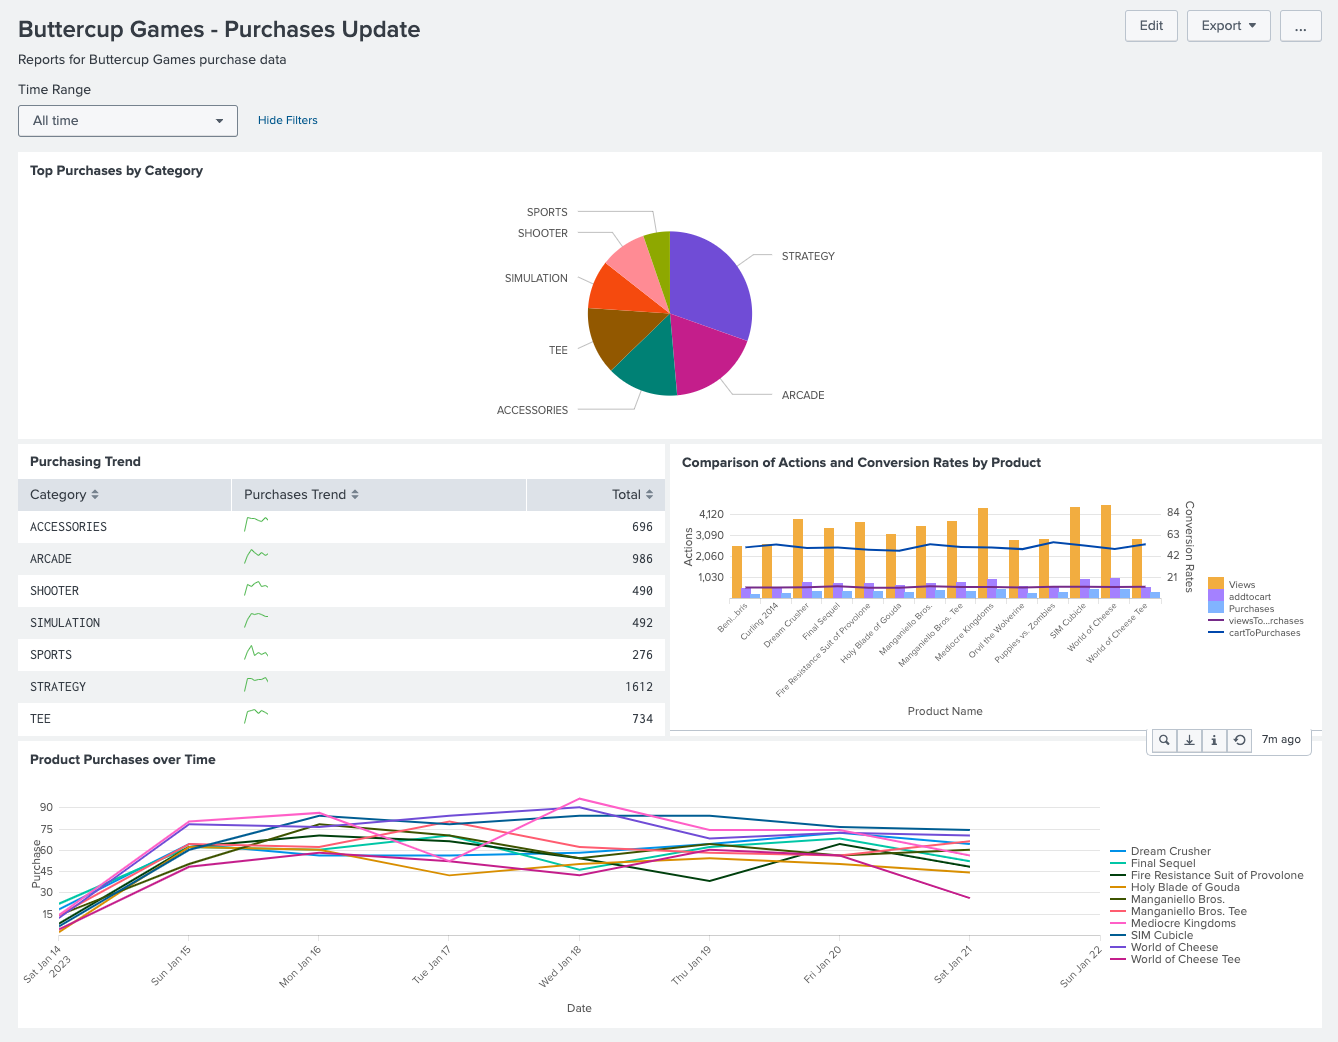 Buttercup Games - Purchases Update
Edit
Export
...
Reports for Buttercup Games purchase data
Time Range
All time
Hide Filters
Top Purchases by Category
SPORTS
SHOOTER
SIMULATION
TEE
ACCESSORIES
STRATEGY
ARCADE
Purchasing Trend
Category Purchases Trend Total
ACCESSORIES 696
ARCADE 986
SHOOTER 490
SIMULATION 492
SPORTS 276
STRATEGY 1612
TEE 734
Comparison of Actions and Conversion Rates by Product
Actions
4,120
3,090
2,060
1,030
84
63
42
21
Conversion Rates
Beni...bris
Curling 2014
Dream Crusher
Final Sequel
Fire Resistance Suit of Provolone
Holy Blade of Gouda
Manganiello Bros.
Manganiello Bros. Tee
Mediocre Kingdoms
Orvil the Wolverine
Puppies vs. Zombies
SIM Cubicle
World of Cheese
World of Cheese Tee
Product Name
Views
addtocart
Purchases
viewsTo...rchases
cartToPurchases
7m ago
Product Purchases over Time
Purchase
90
75
60
45
30
15
Sat Jan 14
2023
Sun Jan 15
Mon Jan 16
Tue Jan 17
Wed Jan 18
Thu Jan 19
Fri Jan 20
Sat Jan 21
Sun Jan 22
Date
Dream Crusher
Final Sequel
Fire Resistance Suit of Provolone
Holy Blade of Gouda
Manganiello Bros.
Manganiello Bros. Tee
Mediocre Kingdoms
SIM Cubicle
World of Cheese
World of Cheese Tee